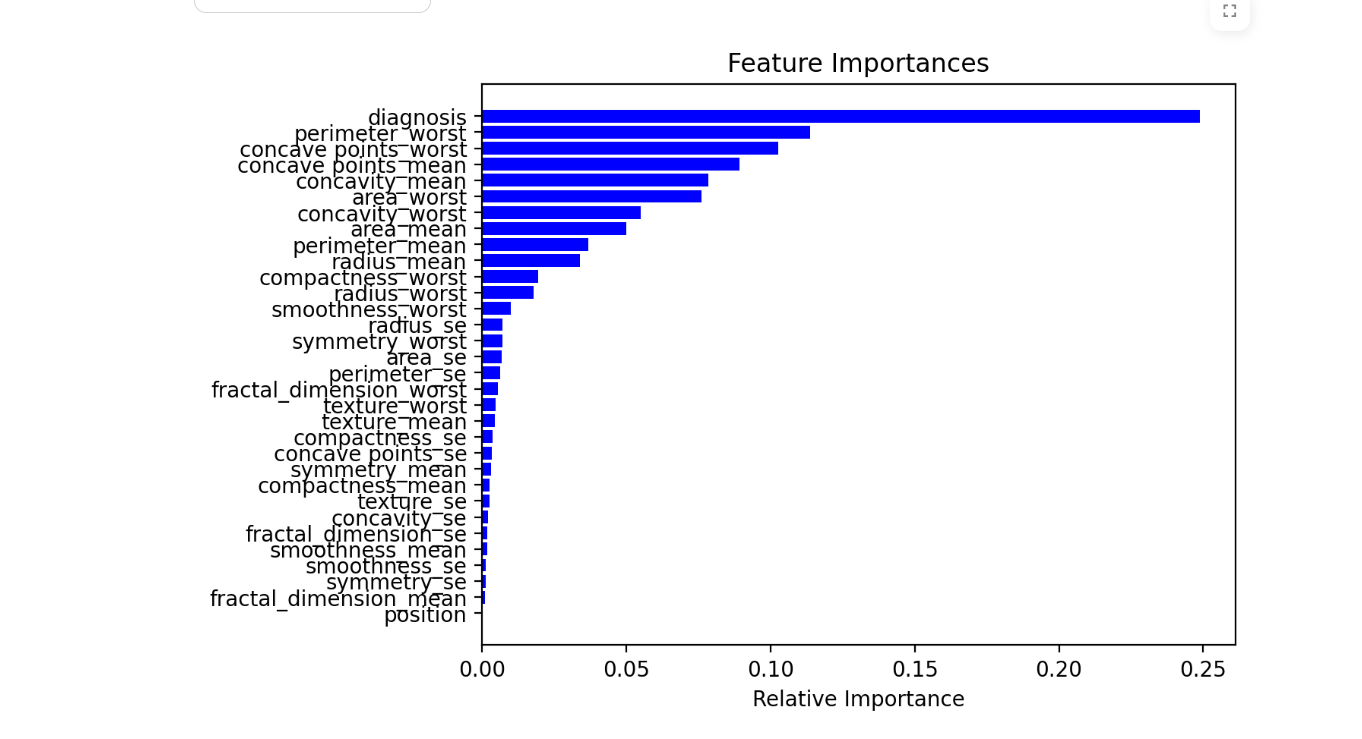 Feature Importances
diagnosis
perimeter_worst
concave points_worst
concave points_mean
concavity_mean
area_worst
concavity_worst
area_mean
perimeter_mean
radius_mean
compactness_worst
radius_worst
smoothness_worst
radius_se
symmetry_worst
area_se
perimeter_se
fractal_dimension_worst
texture_worst
texture_mean
compactness_se
concave points_se
symmetry_mean
compactness_mean
texture_se
concavity_se
fractal_dimension_se
smoothness_mean
smoothness_se
symmetry_se
fractal_dimension_mean
position
0.00 0.05 0.10 0.15 0.20 0.25
Relative Importance